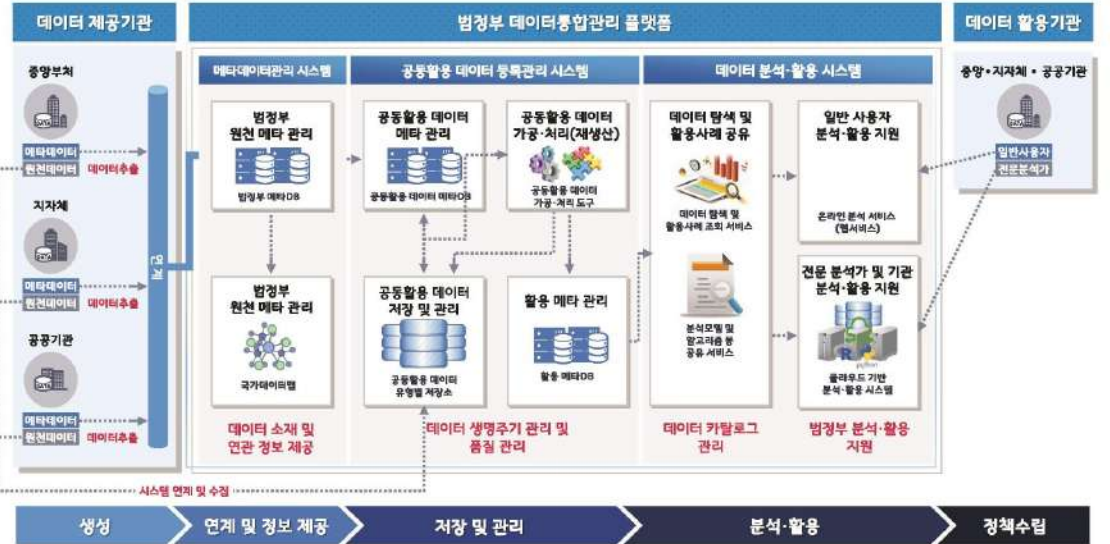 데이터 제공기관
범정부 데이터통합관리 플랫폼
데이터 활용기관
중앙부처
DATA
메타데이터
원천데이터
데이터추출
지자체
DATA
메타데이터
원천데이터
데이터추출
공공기관
DATA
메타데이터
원천데이터
데이터추출
연계
메타데이터관리 시스템
범정부
원천 메타 관리
범정부 메타DB
범정부
원천 메타 관리
국가데이터맵
데이터 소재 및
연관 정보 제공
공동활용 데이터 등록관리 시스템
공동활용 데이터
메타 관리
공동활용 데이터 메타DB
공동활용 데이터
가공·처리(재생산)
공동활용 데이터
가공·처리 도구
공동활용 데이터
저장 및 관리
공동활용 데이터
유형별 저장소
활용 메타 관리
활용 메타DB
데이터 생명주기 관리 및
품질 관리
데이터 분석·활용 시스템
데이터 탐색 및
활용사례 공유
데이터 탐색 및
활용사례 조회 서비스
분석모델 및
알고리즘 등
공유 서비스
데이터 카탈로그
관리
일반 사용자
분석·활용 지원
온라인 분석 서비스
(웹서비스)
전문 분석가 및 기관
분석·활용 지원
R
python
클라우드 기반
분석·활용 시스템
범정부 분석·활용
지원
중앙·지자체·공공기관
DATA
일반사용자
전문분석가
시스템 연계 및 수집
생성
연계 및 정보 제공
저장 및 관리
분석·활용
정책수립